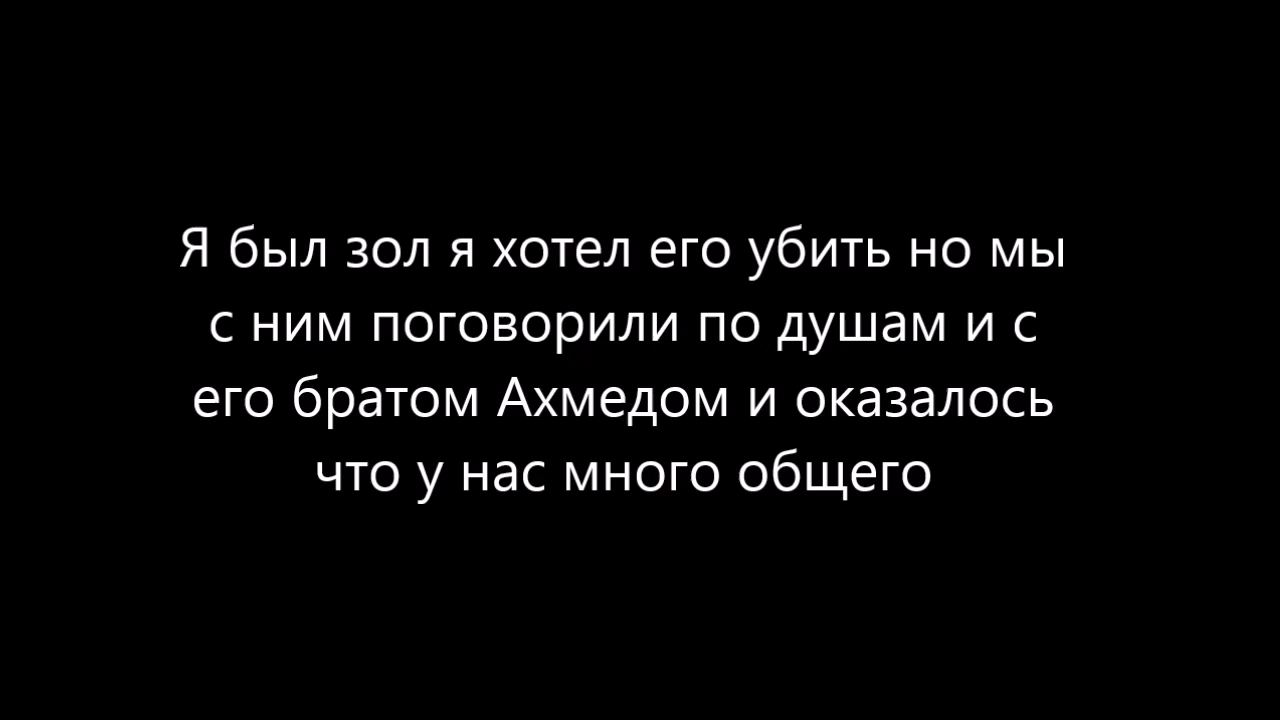 Я был зол я хотел его убить но мы
с ним поговорили по душам и с
его братом Ахмедом и оказалось
что у нас много общего